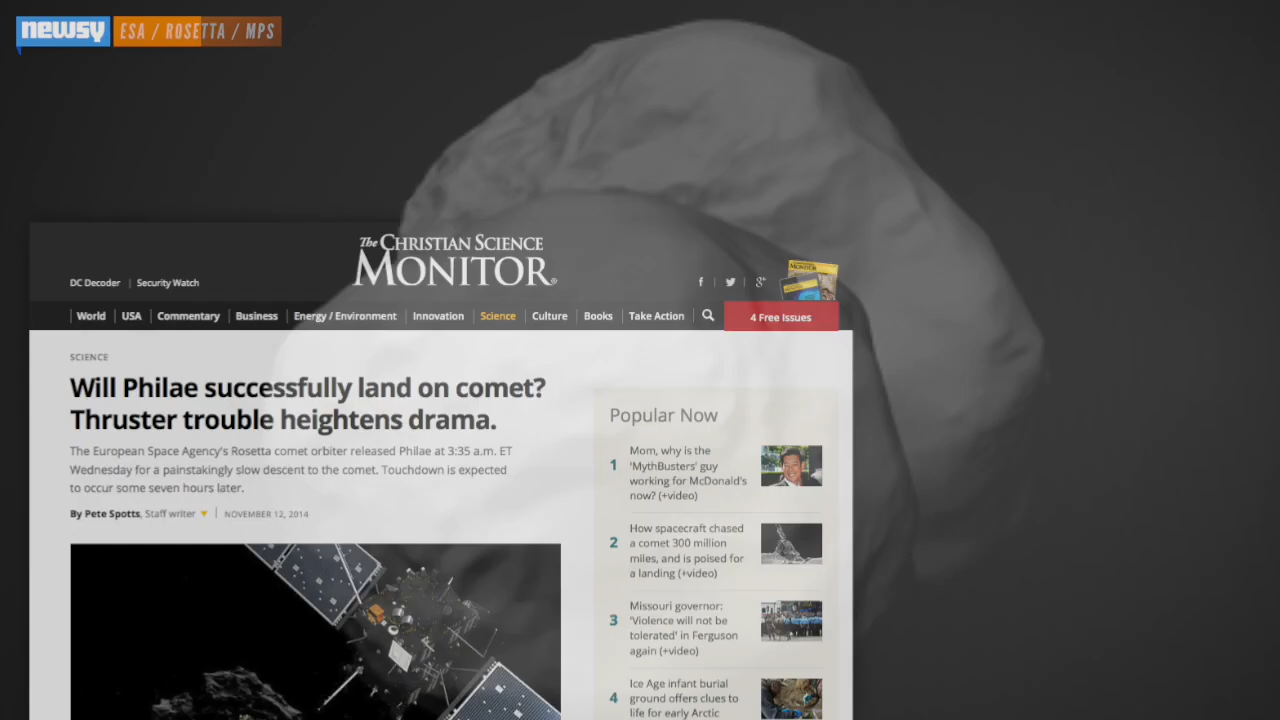 newsy ESA / ROSETTA / MPS
The CHRISTIAN SCIENCE
MONITOR®
DC Decoder | Security Watch
World | USA | Commentary | Business | Energy / Environment | Innovation | Science | Culture | Books | Take Action
4 Free Issues
SCIENCE
Will Philae successfully land on comet?
Thruster trouble heightens drama.
The European Space Agency's Rosetta comet orbiter released Philae at 3:35 a.m. ET
Wednesday for a painstakingly slow descent to the comet. Touchdown is expected
to occur some seven hours later.
By Pete Spotts, Staff writer | NOVEMBER 12, 2014
Popular Now
1 Mom, why is the
'MythBusters' guy
working for McDonald's
now? (+video)
2 How spacecraft chased
a comet 300 million
miles, and is poised for
a landing (+video)
3 Missouri governor:
'Violence will not be
tolerated' in Ferguson
again (+video)
4 Ice Age infant burial
ground offers clues to
life for early Arctic